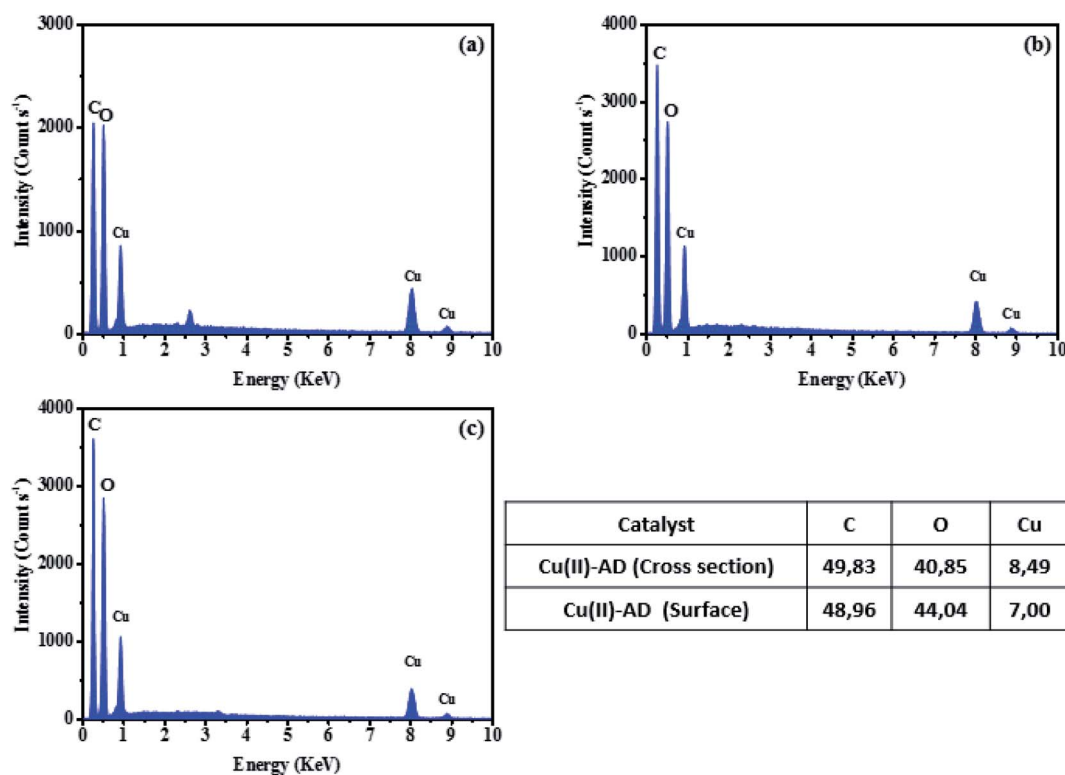 (a)
3000
2000
1000
0
Intensity (Count s⁻¹)
C
O
Cu
Cu
Cu
0 1 2 3 4 5 6 7 8 9 10
Energy (KeV)
(b)
4000
3000
2000
1000
0
Intensity (Count s⁻¹)
C
O
Cu
Cu
Cu
0 1 2 3 4 5 6 7 8 9 10
Energy (KeV)
(c)
4000
3000
2000
1000
0
Intensity (Count s⁻¹)
C
O
Cu
Cu
Cu
0 1 2 3 4 5 6 7 8 9 10
Energy (KeV)
Catalyst C O Cu
Cu(II)-AD (Cross section) 49,83 40,85 8,49
Cu(II)-AD (Surface) 48,96 44,04 7,00